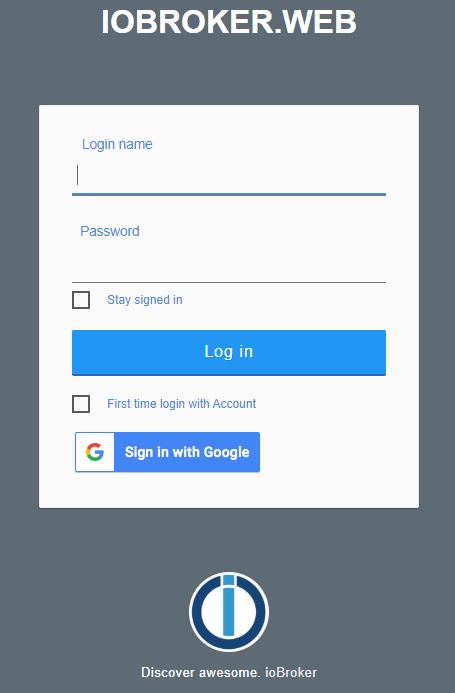 IOBROKER.WEB
Login name
Password
Stay signed in
Log in
First time login with Account
Sign in with Google
Discover awesome. ioBroker